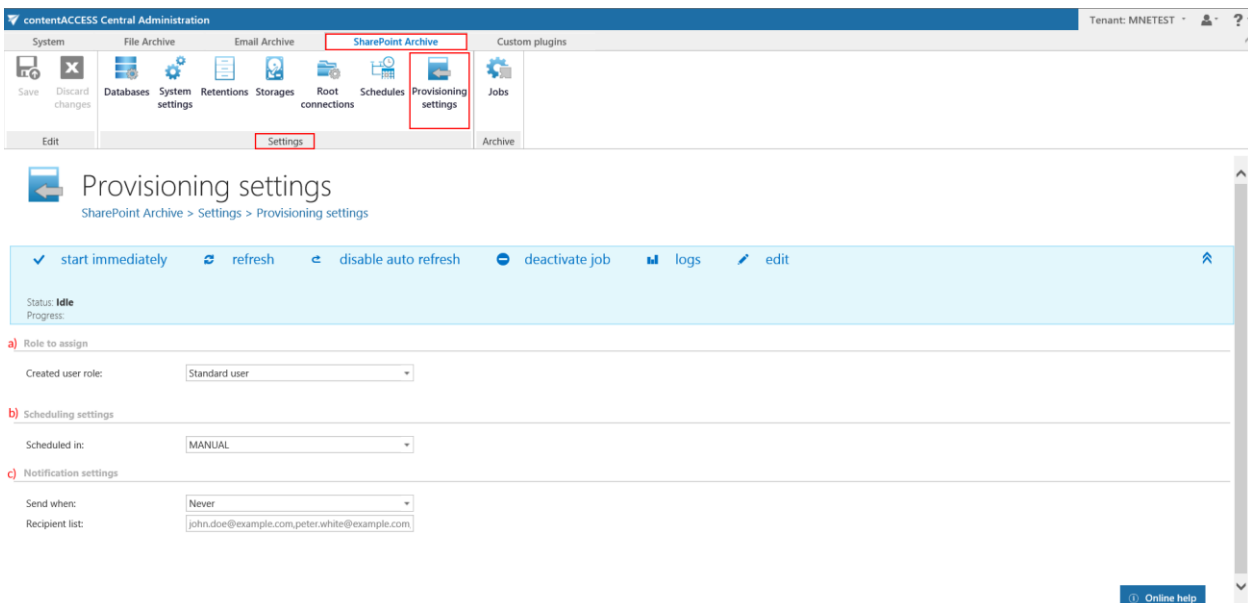 contentACCESS Central Administration
Tenant: MNETEST
?
System
File Archive
Email Archive
SharePoint Archive
Custom plugins
Save
Discard changes
Databases
System settings
Retentions
Storages
Root connections
Schedules
Provisioning settings
Jobs
Edit
Settings
Archive
Provisioning settings
SharePoint Archive > Settings > Provisioning settings
start immediately
refresh
disable auto refresh
deactivate job
logs
edit
Status: Idle
Progress:
a) Role to assign
Created user role:
Standard user
b) Scheduling settings
Scheduled in:
MANUAL
c) Notification settings
Send when:
Never
Recipient list:
john.doe@example.com,peter.white@example.com
Online help